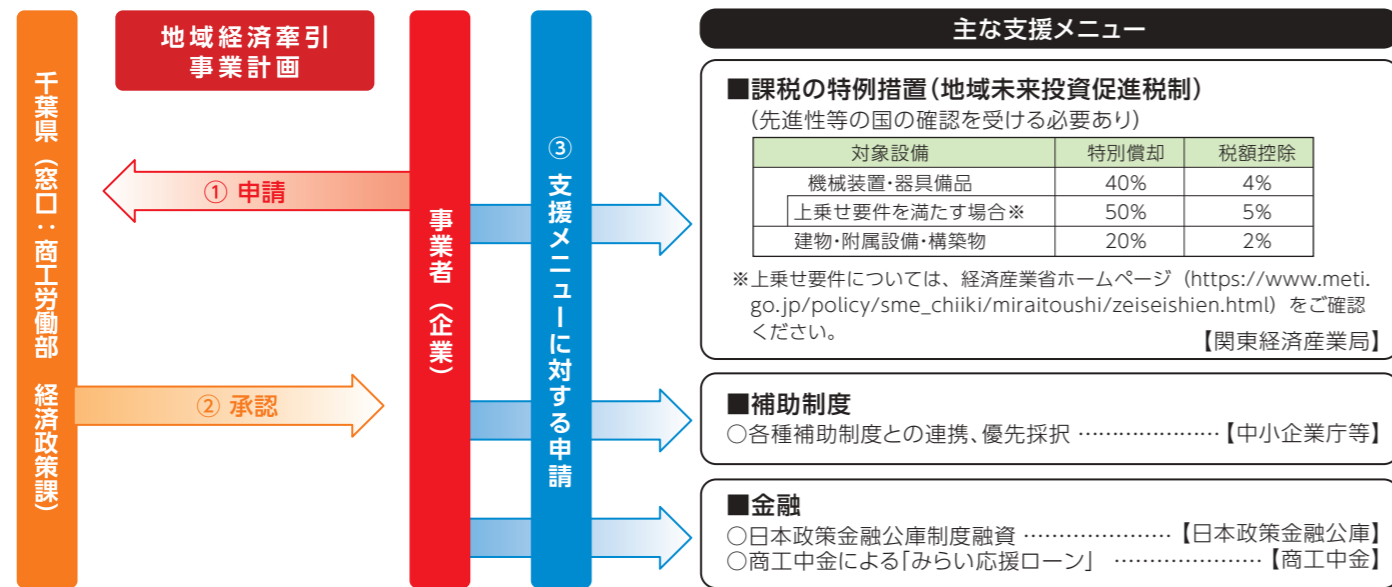 地域経済牽引
事業計画
千葉県（窓口：商工労働部　経済政策課）
① 申請
② 承認
事業者（企業）
③ 支援メニューに対する申請
主な支援メニュー
■課税の特例措置（地域未来投資促進税制）
（先進性等の国の確認を受ける必要あり）
対象設備 特別償却 税額控除
機械装置・器具備品 40% 4%
上乗せ要件を満たす場合※ 50% 5%
建物・附属設備・構築物 20% 2%
※上乗せ要件については、経済産業省ホームページ（https://www.meti.
go.jp/policy/sme_chiiki/miraitoushi/zeiseishien.html）をご確認
ください。
【関東経済産業局】
■補助制度
○各種補助制度との連携、優先採択 …………………【中小企業庁等】
■金融
○日本政策金融公庫制度融資 …………………【日本政策金融公庫】
○商工中金による「みらい応援ローン」 …………………【商工中金】